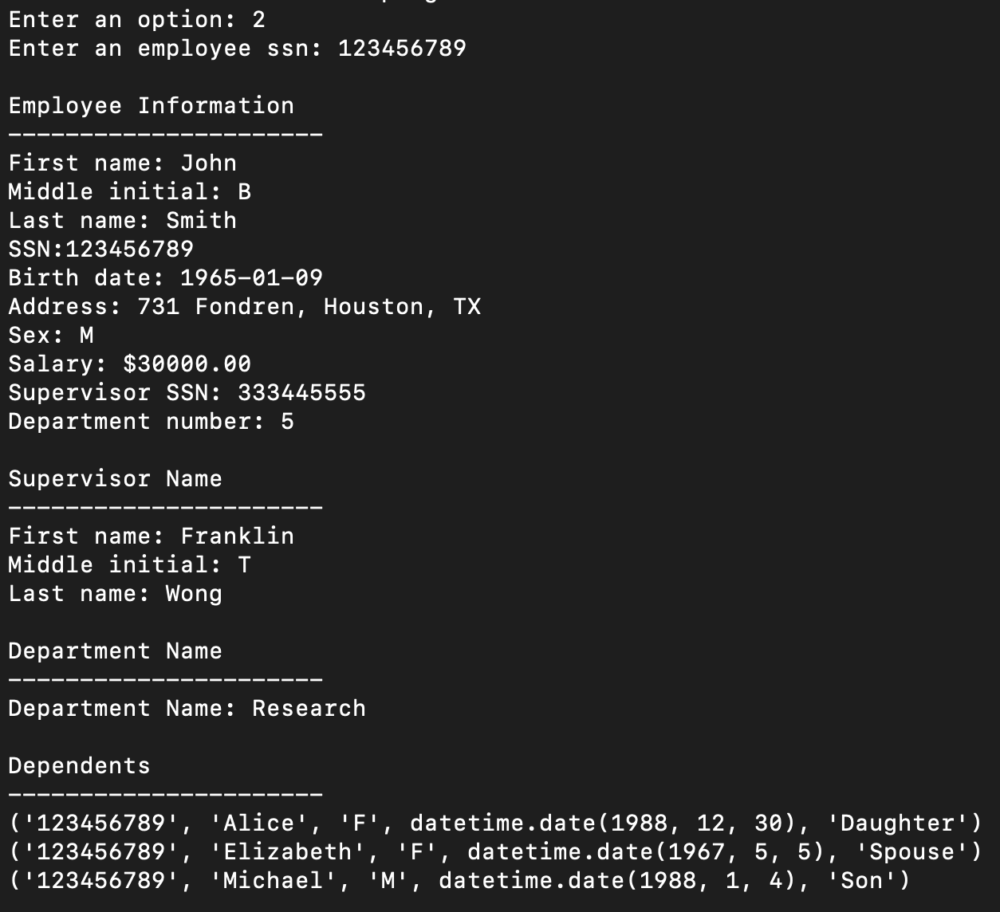 Enter an option: 2
Enter an employee ssn: 123456789
Employee Information
----------------------
First name: John
Middle initial: B
Last name: Smith
SSN:123456789
Birth date: 1965-01-09
Address: 731 Fondren, Houston, TX
Sex: M
Salary: $30000.00
Supervisor SSN: 333445555
Department number: 5
Supervisor Name
----------------------
First name: Franklin
Middle initial: T
Last name: Wong
Department Name
----------------------
Department Name: Research
Dependents
----------------------
('123456789', 'Alice', 'F', datetime.date(1988, 12, 30), 'Daughter')
('123456789', 'Elizabeth', 'F', datetime.date(1967, 5, 5), 'Spouse')
('123456789', 'Michael', 'M', datetime.date(1988, 1, 4), 'Son')